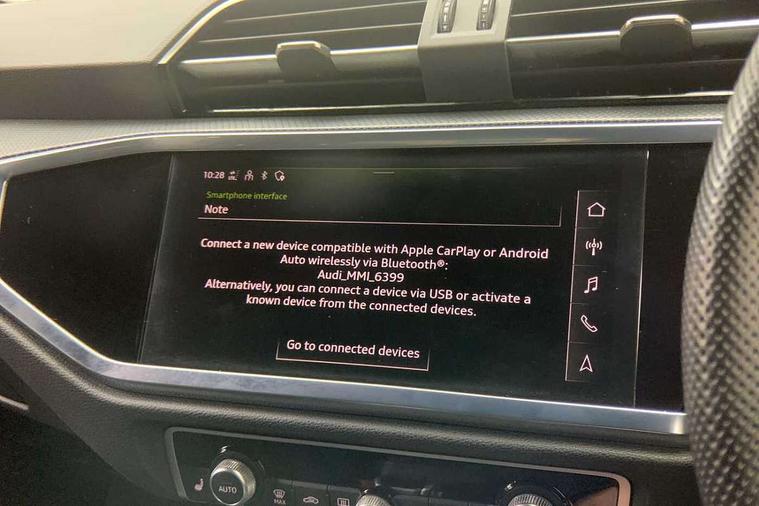 10:28
Smartphone interface
Note
Connect a new device compatible with Apple CarPlay or Android
Auto wirelessly via Bluetooth®:
Audi_MMI_6399
Alternatively, you can connect a device via USB or activate a
known device from the connected devices.
Go to connected devices
AUTO
MAX